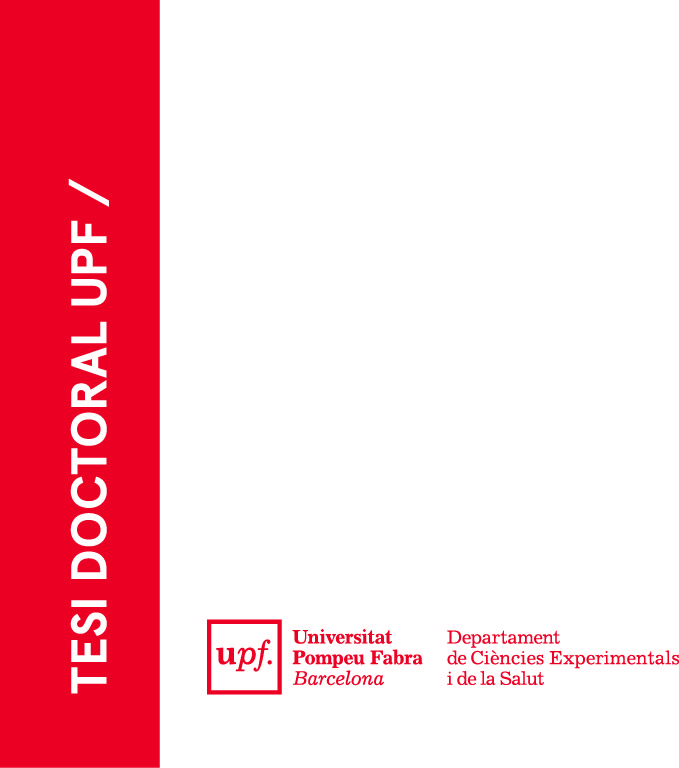 TESI DOCTORAL UPF /
upf.
Universitat
Pompeu Fabra
Barcelona
Departament
de Ciències Experimentals
i de la Salut